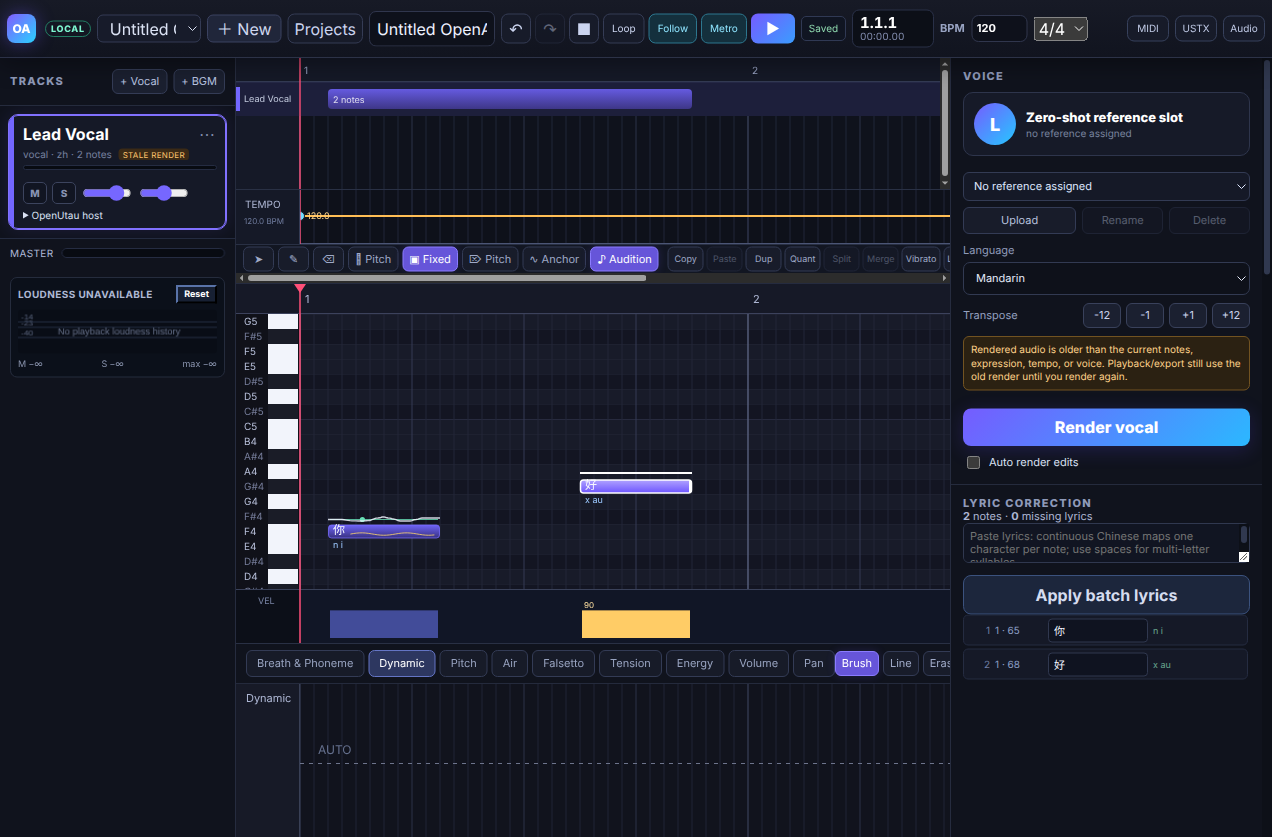 OA LOCAL Untitled ( + New Projects Untitled OpenA Loop Follow Metro Saved 1.1.1 BPM 120 4/4 MIDI USTX Audio
00:00.00
TRACKS + Vocal + BGM
Lead Vocal ...
vocal · zh · 2 notes STALE RENDER
M S
OpenUtau host
MASTER
LOUDNESS UNAVAILABLE Reset
-14
-23
-40
No playback loudness history
M −∞ S −∞ max −∞
1 2
Lead Vocal 2 notes
TEMPO
120.0 BPM
120.0
Pitch Fixed Pitch Anchor Audition Copy Paste Dup Quant Split Merge Vibrato
1 2
G5
F#5
F5
E5
D#5
D5
C#5
C5
B4
A#4
A4
G#4 好
G4 x au
F#4
F4 你
E4 n i
D#4
D4
VEL 90
Breath & Phoneme Dynamic Pitch Air Falsetto Tension Energy Volume Pan Brush Line Eras
Dynamic
AUTO
VOICE
L Zero-shot reference slot
no reference assigned
No reference assigned
Upload Rename Delete
Language
Mandarin
Transpose -12 -1 +1 +12
Rendered audio is older than the current notes,
expression, tempo, or voice. Playback/export still use the
old render until you render again.
Render vocal
Auto render edits
LYRIC CORRECTION
2 notes · 0 missing lyrics
Paste lyrics: continuous Chinese maps one
character per note; use spaces for multi-letter
syllables.
Apply batch lyrics
1 1 · 65 你 n i
2 1 · 68 好 x au